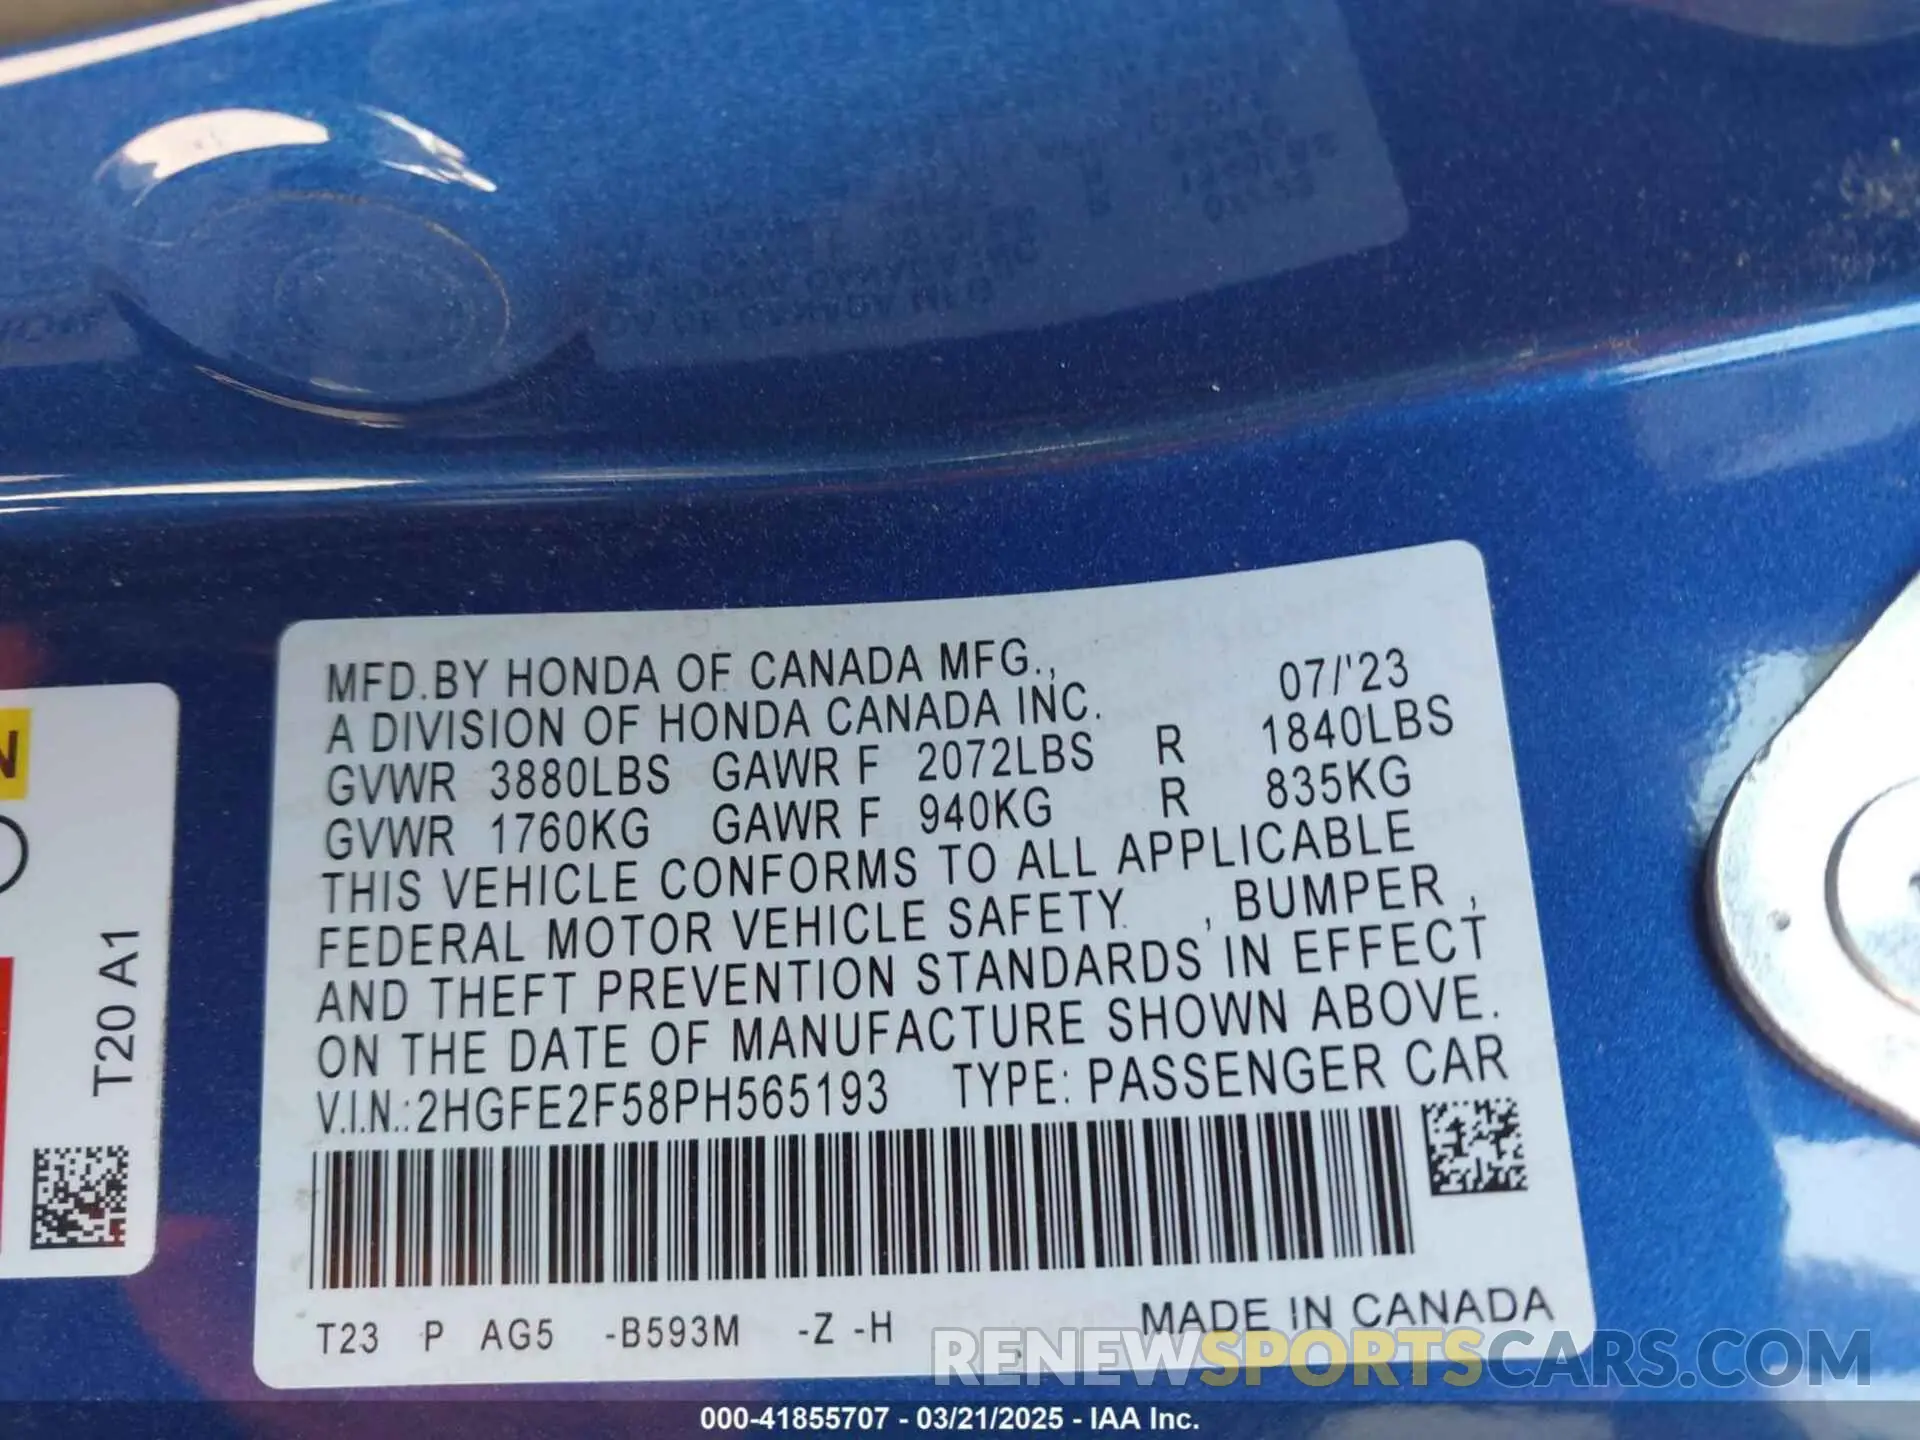 MFD.BY HONDA OF CANADA MFG., 07/'23
A DIVISION OF HONDA CANADA INC.
GVWR 3880LBS GAWR F 2072LBS R 1840LBS
GVWR 1760KG GAWR F 940KG R 835KG
THIS VEHICLE CONFORMS TO ALL APPLICABLE
FEDERAL MOTOR VEHICLE SAFETY , BUMPER ,
AND THEFT PREVENTION STANDARDS IN EFFECT
ON THE DATE OF MANUFACTURE SHOWN ABOVE.
V.I.N.:2HGFE2F58PH565193 TYPE: PASSENGER CAR
T23 P AG5 -B593M -Z -H MADE IN CANADA
T20 A1
N
RENEWSPORTSCARS.COM
000-41855707 - 03/21/2025 - IAA Inc.